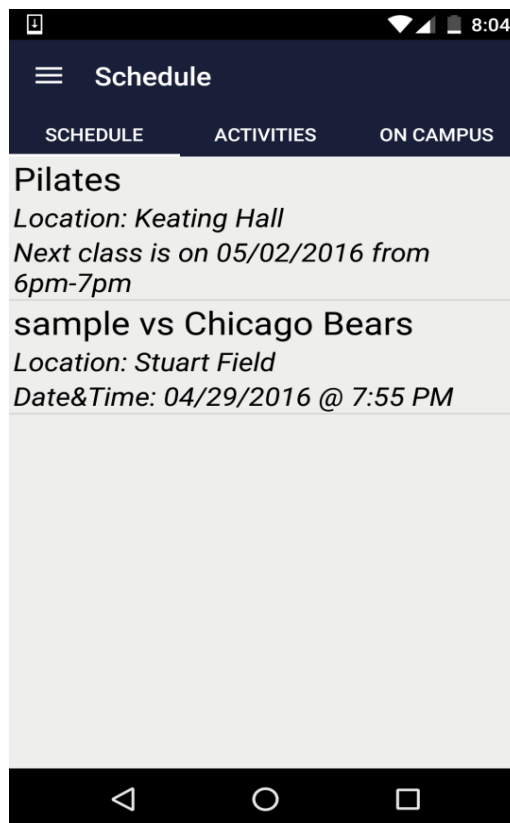 8:04
Schedule
SCHEDULE ACTIVITIES ON CAMPUS
Pilates
Location: Keating Hall
Next class is on 05/02/2016 from
6pm-7pm
sample vs Chicago Bears
Location: Stuart Field
Date&Time: 04/29/2016 @ 7:55 PM